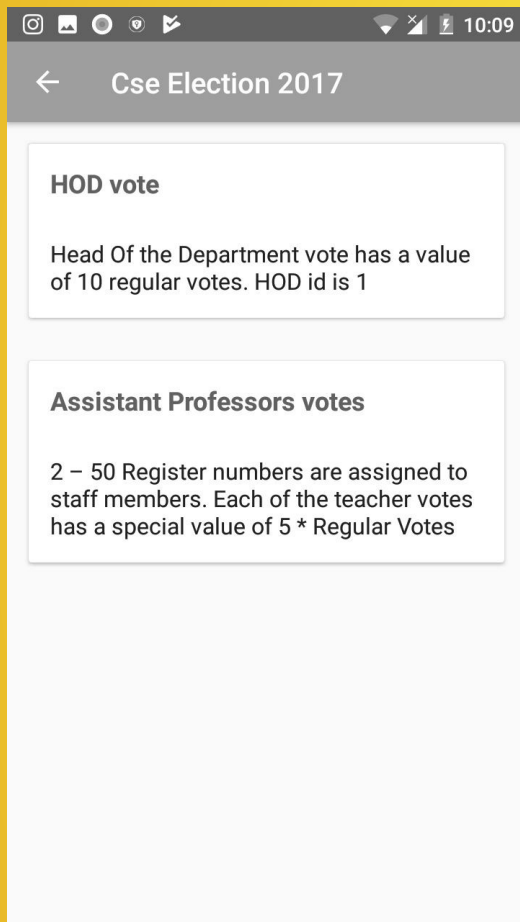 10:09
Cse Election 2017
HOD vote
Head Of the Department vote has a value
of 10 regular votes. HOD id is 1
Assistant Professors votes
2 – 50 Register numbers are assigned to
staff members. Each of the teacher votes
has a special value of 5 * Regular Votes